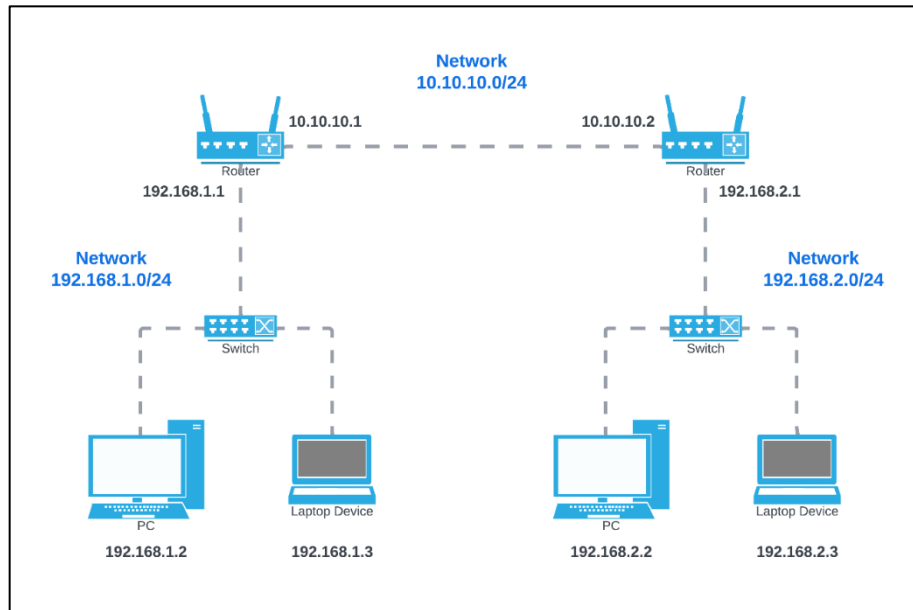 Network
10.10.10.0/24
10.10.10.1
10.10.10.2
Router
Router
192.168.1.1
192.168.2.1
Network
192.168.1.0/24
Network
192.168.2.0/24
Switch
Switch
PC
Laptop Device
PC
Laptop Device
192.168.1.2
192.168.1.3
192.168.2.2
192.168.2.3